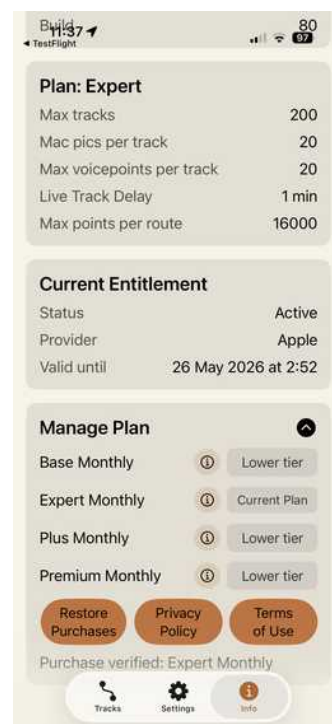 Build 80
11:37 97
◀ TestFlight
Plan: Expert
Max tracks 200
Mac pics per track 20
Max voicepoints per track 20
Live Track Delay 1 min
Max points per route 16000
Current Entitlement
Status Active
Provider Apple
Valid until 26 May 2026 at 2:52
Manage Plan
Base Monthly Lower tier
Expert Monthly Current Plan
Plus Monthly Lower tier
Premium Monthly Lower tier
Restore Purchases
Privacy Policy
Terms of Use
Purchase verified: Expert Monthly
Tracks Settings Info